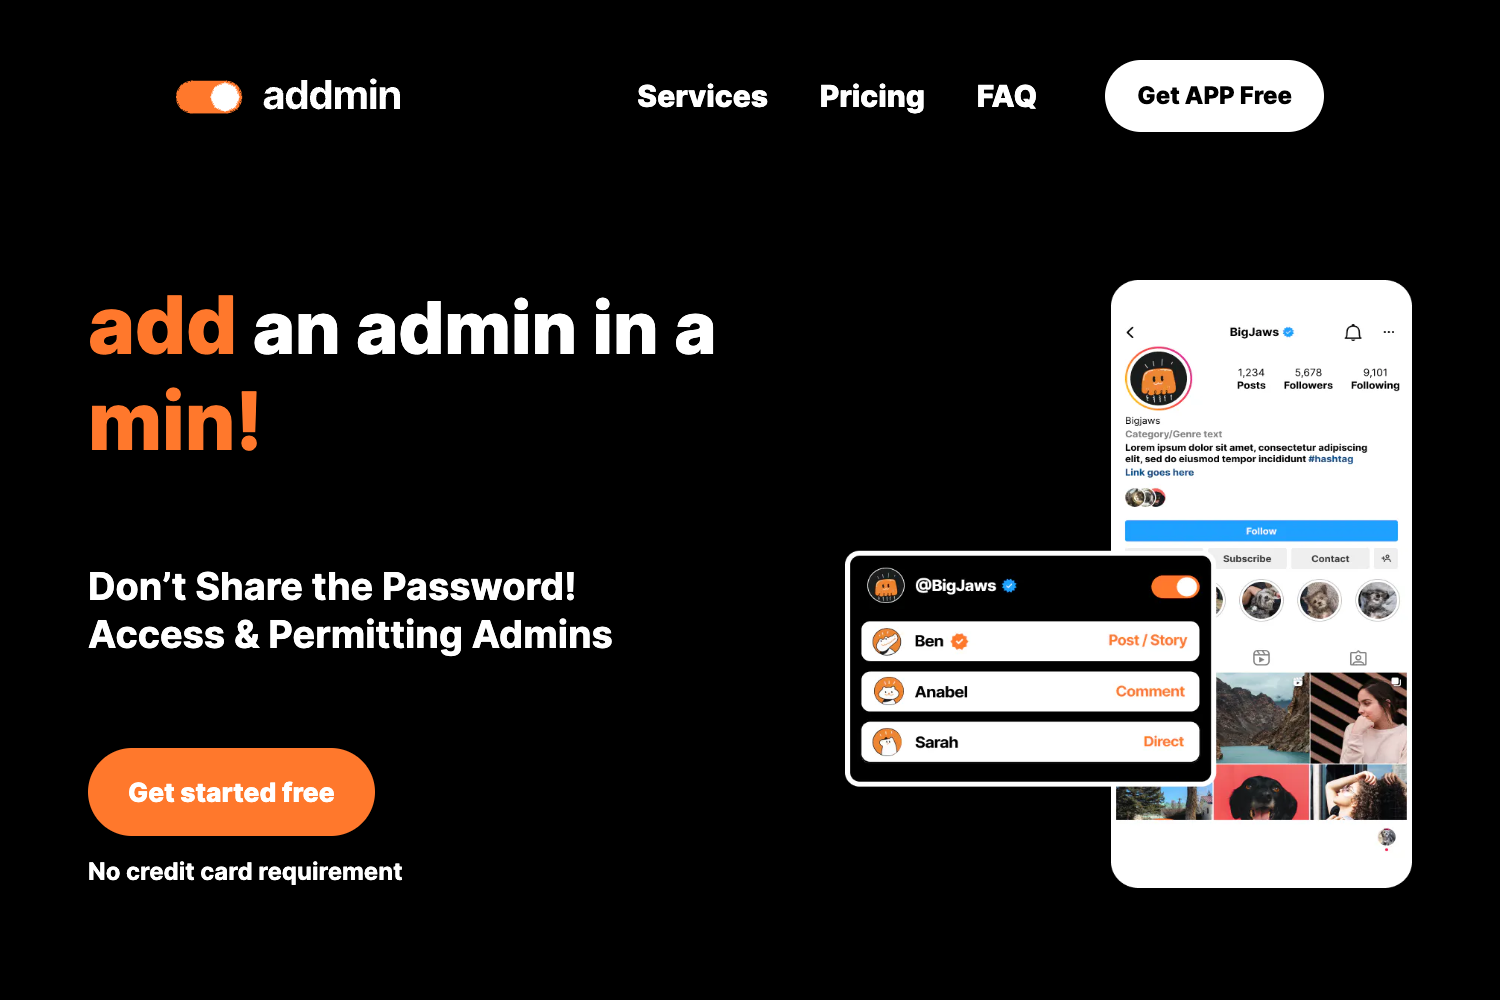 addmin
Services
Pricing
FAQ
Get APP Free
add an admin in a
min!
Don’t Share the Password!
Access & Permitting Admins
Get started free
No credit card requirement
BigJaws
1,234
Posts
5,678
Followers
9,101
Following
Bigjaws
Category/Genre text
Lorem ipsum dolor sit amet, consectetur adipiscing
elit, sed do eiusmod tempor incididunt #hashtag
Link goes here
Follow
Subscribe
Contact
@BigJaws
Ben
Post / Story
Anabel
Comment
Sarah
Direct